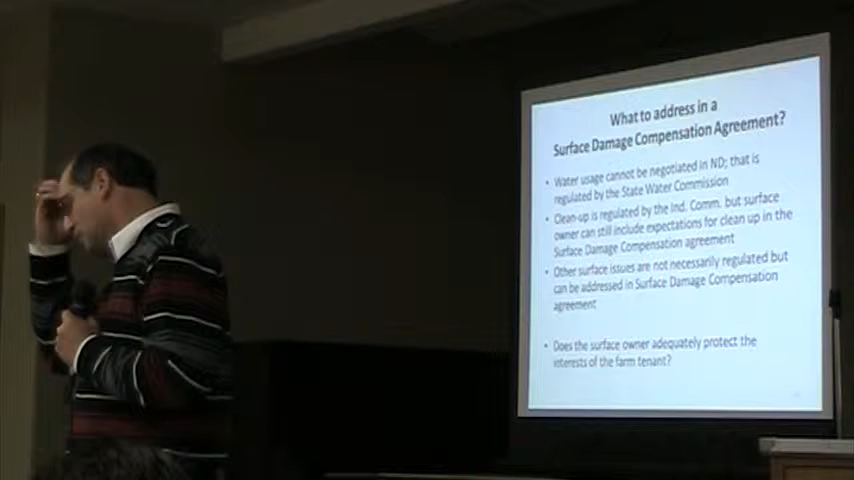 What to address in a
Surface Damage Compensation Agreement?
• Water usage cannot be negotiated in ND; that is
regulated by the State Water Commission
• Clean-up is regulated by the Ind. Comm. but surface
owner can still include expectations for clean up in the
Surface Damage Compensation agreement
• Other surface issues are not necessarily regulated but
can be addressed in Surface Damage Compensation
agreement
• Does the surface owner adequately protect the
interests of the farm tenant?